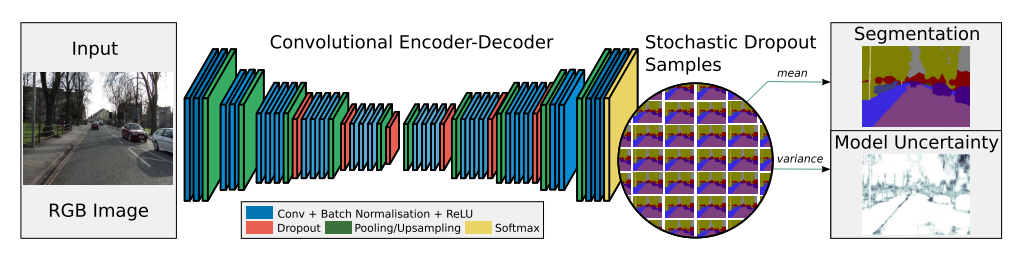 Input
RGB Image
Convolutional Encoder-Decoder
Conv + Batch Normalisation + ReLU
Dropout
Pooling/Upsampling
Softmax
Stochastic Dropout
Samples
mean
variance
Segmentation
Model Uncertainty